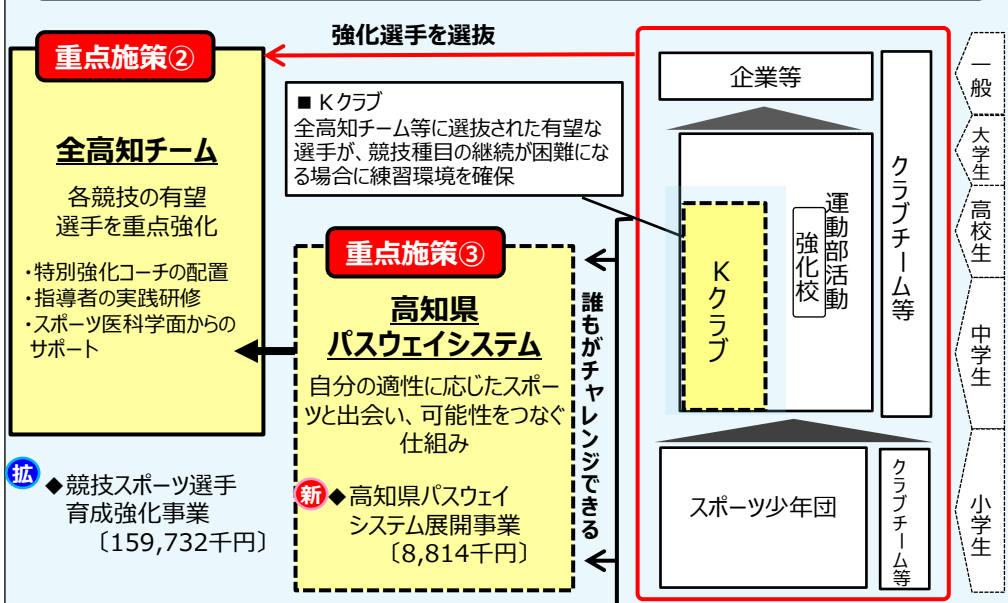 強化選手を選抜
重点施策②
全高知チーム
各競技の有望
選手を重点強化
・特別強化コーチの配置
・指導者の実践研修
・スポーツ医科学面からの
サポート
拡
◆競技スポーツ選手
育成強化事業
〔159,732千円〕
■ Kクラブ
全高知チーム等に選抜された有望な
選手が、競技種目の継続が困難にな
る場合に練習環境を確保
重点施策③
高知県
パスウェイシステム
自分の適性に応じたスポー
ツと出会い、可能性をつなぐ
仕組み
新
◆高知県パスウェイ
システム展開事業
〔8,814千円〕
誰もがチャレンジできる
企業等
Kクラブ
強化校
運動部活動
クラブチーム等
スポーツ少年団
クラブチーム等
一般
大学生
高校生
中学生
小学生